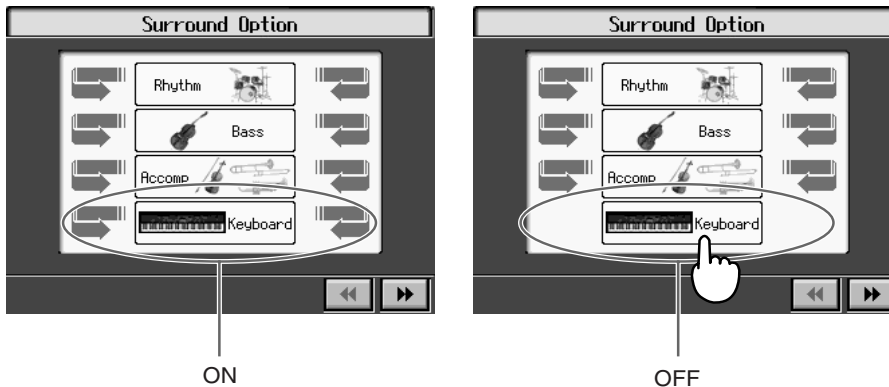 Surround Option
Rhythm
Bass
Accomp
Keyboard
ON
Surround Option
Rhythm
Bass
Accomp
Keyboard
OFF